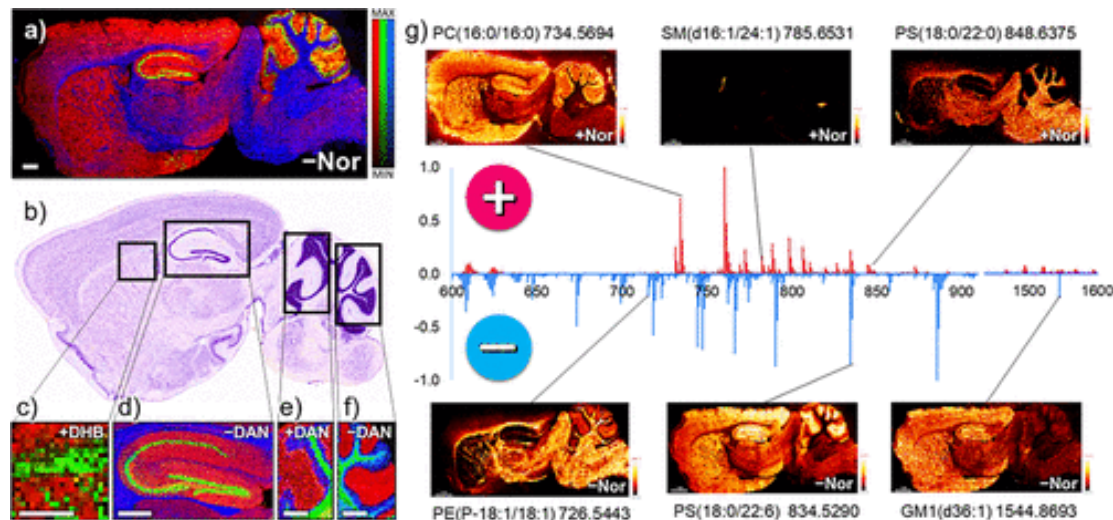 a)
MAX
MIN
−Nor
b)
c)
+DHB
d)
−DAN
e)
+DAN
f)
−DAN
g)
PC(16:0/16:0) 734.5694
SM(d16:1/24:1) 785.6531
PS(18:0/22:0) 848.6375
+Nor
+Nor
+Nor
1.0
0.5
0.0
-0.5
-1.0
+
−
600 650 700 750 800 850 900 1500 1600
−Nor
−Nor
−Nor
PE(P-18:1/18:1) 726.5443
PS(18:0/22:6) 834.5290
GM1(d36:1) 1544.8693